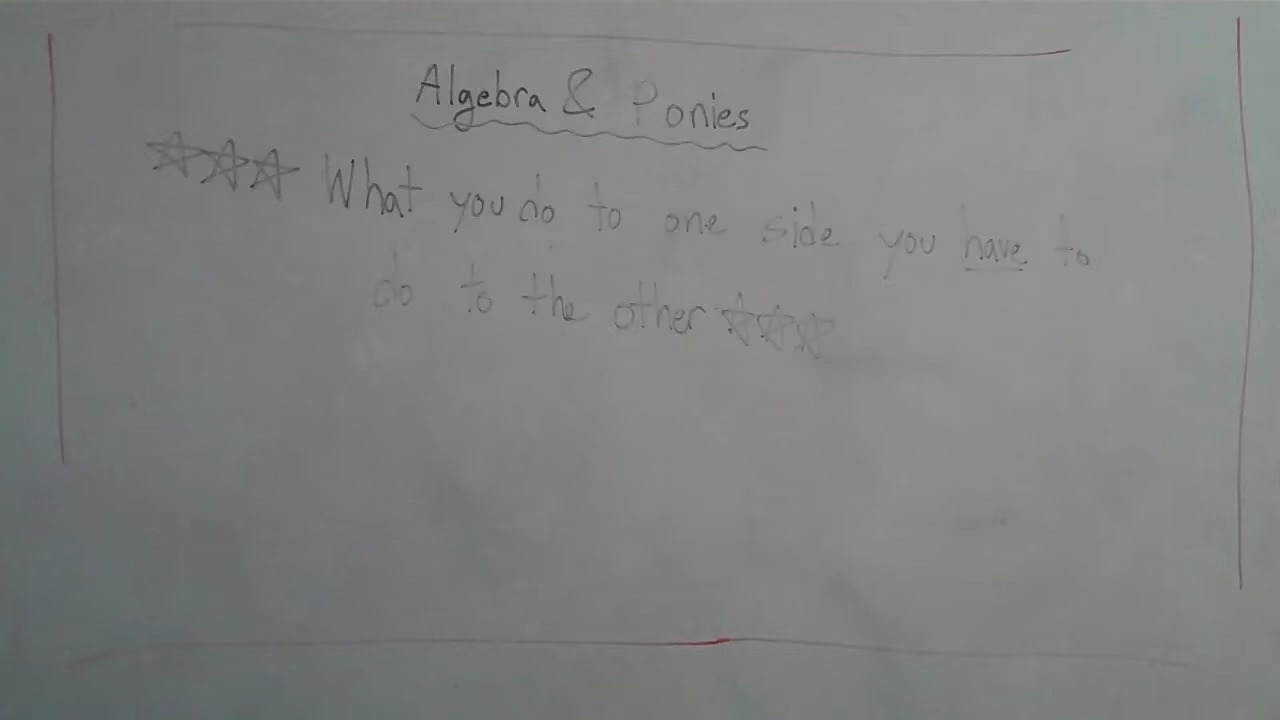 Algebra & Ponies
What you do to one side you have to
do to the other